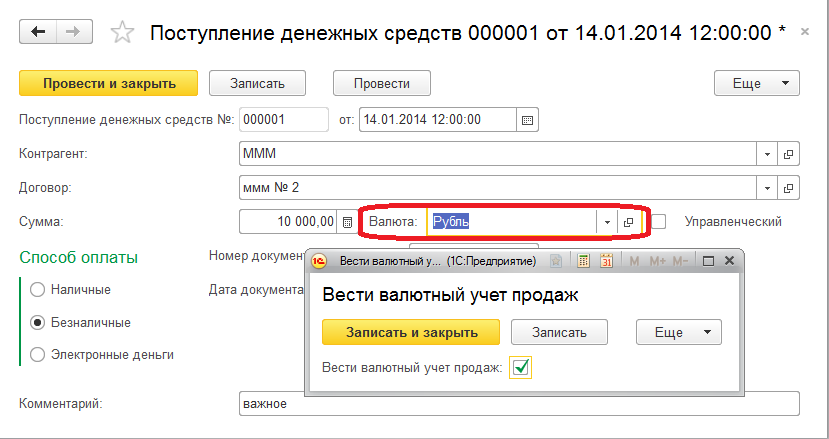 Поступление денежных средств 000001 от 14.01.2014 12:00:00 *
Провести и закрыть Записать Провести Еще
Поступление денежных средств №: 000001 от: 14.01.2014 12:00:00
Контрагент: МММ
Договор: ммм № 2
Сумма: 10 000,00 Валюта: Рубль Управленческий
Способ оплаты
Номер документ
Наличные
Дата документа
Безналичные
Электронные деньги
1С Вести валютный у... (1С:Предприятие) 31 M M+ M-
Вести валютный учет продаж
Записать и закрыть Записать Еще
Вести валютный учет продаж:
Комментарий: важное